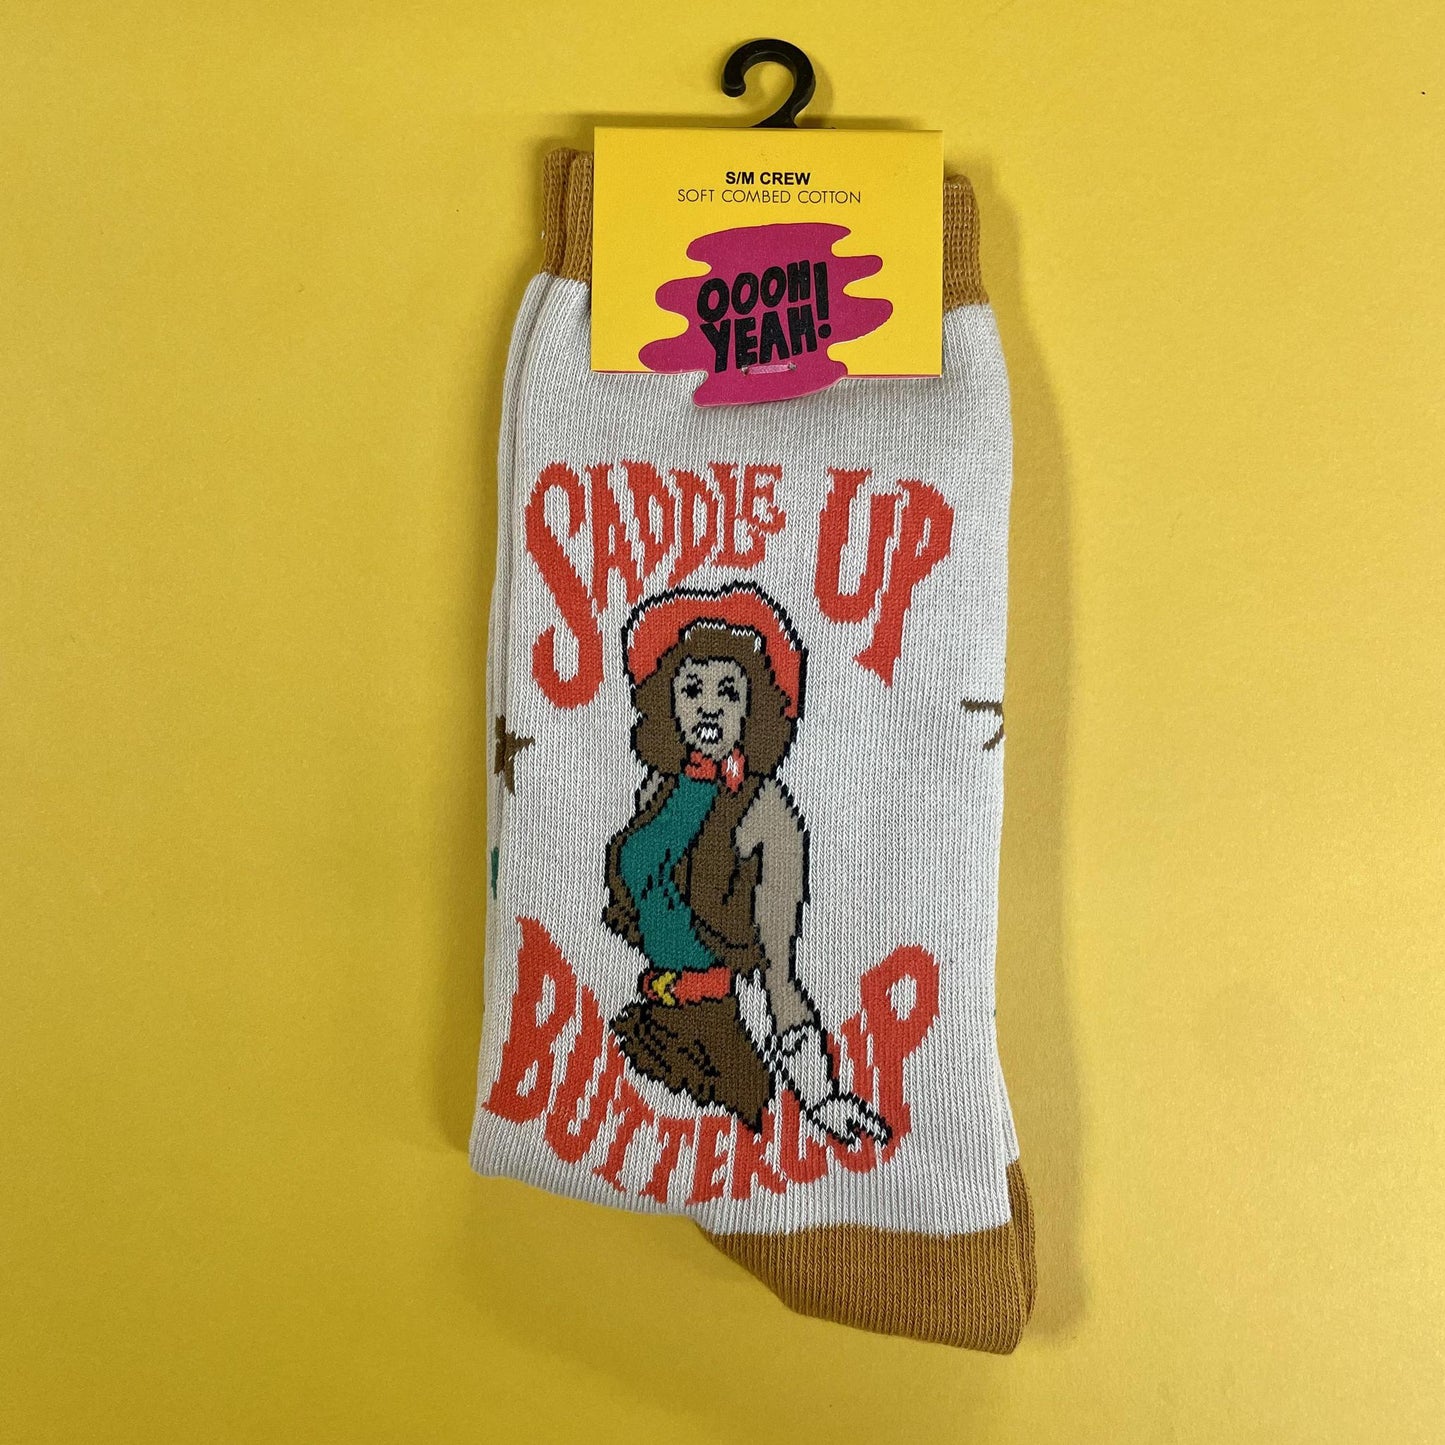 S/M CREW
SOFT COMBED COTTON
OOOH
YEAH!
SADDLE UP
BUTTERCUP